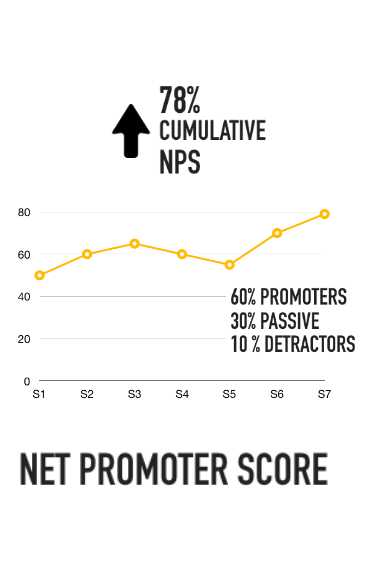 78%
CUMULATIVE
NPS
80
60
40
20
0
60% PROMOTERS
30% PASSIVE
10 % DETRACTORS
S1 S2 S3 S4 S5 S6 S7
NET PROMOTER SCORE